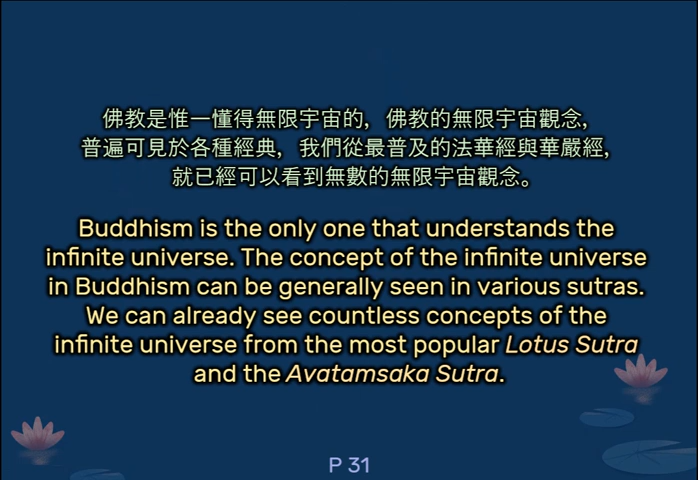 佛教是惟一懂得無限宇宙的，佛教的無限宇宙觀念，
普遍可見於各種經典，我們從最普及的法華經與華嚴經，
就已經可以看到無數的無限宇宙觀念。
Buddhism is the only one that understands the
infinite universe. The concept of the infinite universe
in Buddhism can be generally seen in various sutras.
We can already see countless concepts of the
infinite universe from the most popular Lotus Sutra
and the Avatamsaka Sutra.
P 31